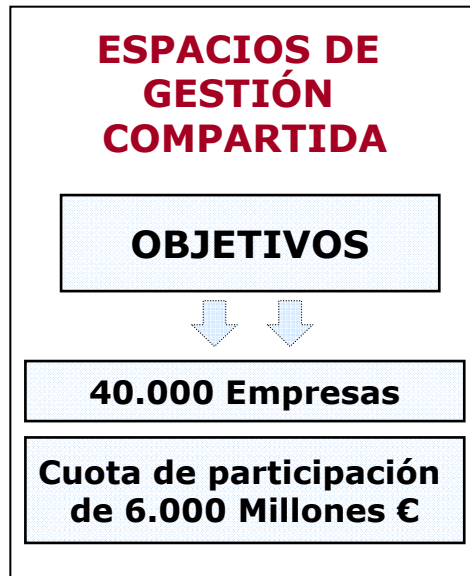 ESPACIOS DE
GESTIÓN
COMPARTIDA
OBJETIVOS
40.000 Empresas
Cuota de participación
de 6.000 Millones €